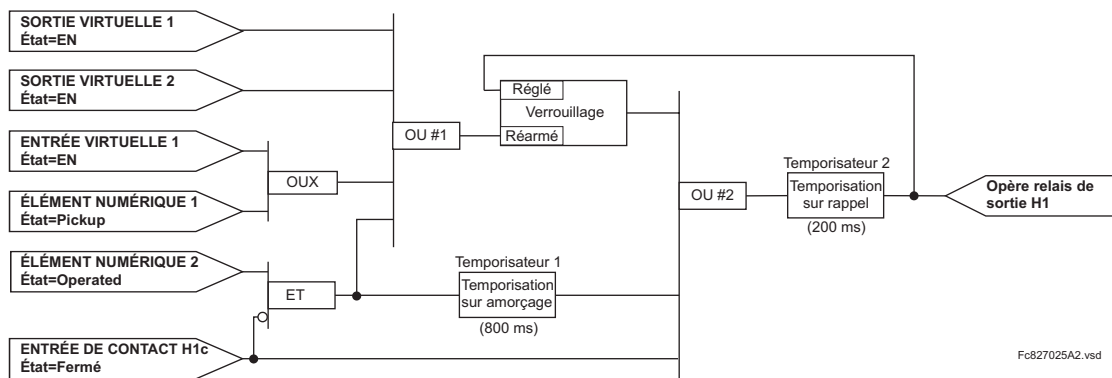 SORTIE VIRTUELLE 1
État=EN
SORTIE VIRTUELLE 2
État=EN
ENTRÉE VIRTUELLE 1
État=EN
ÉLÉMENT NUMÉRIQUE 1
État=Pickup
ÉLÉMENT NUMÉRIQUE 2
État=Operated
ENTRÉE DE CONTACT H1c
État=Fermé
OUX
ET
OU #1
Réglé
Verrouillage
Réarmé
Temporisateur 1
Temporisation
sur amorçage
(800 ms)
OU #2
Temporisateur 2
Temporisation
sur rappel
(200 ms)
Opère relais de
sortie H1
Fc827025A2.vsd